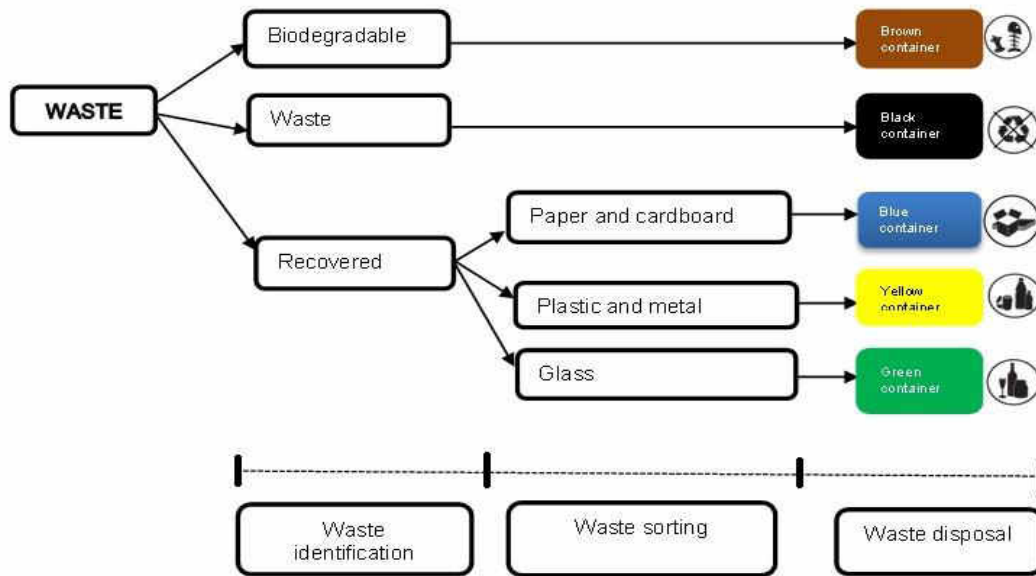 Biodegradable
Brown
container
WASTE
Waste
Black
container
Paper and cardboard
Blue
container
Recovered
Plastic and metal
Yellow
container
Glass
Green
container
Waste
identification
Waste sorting
Waste disposal